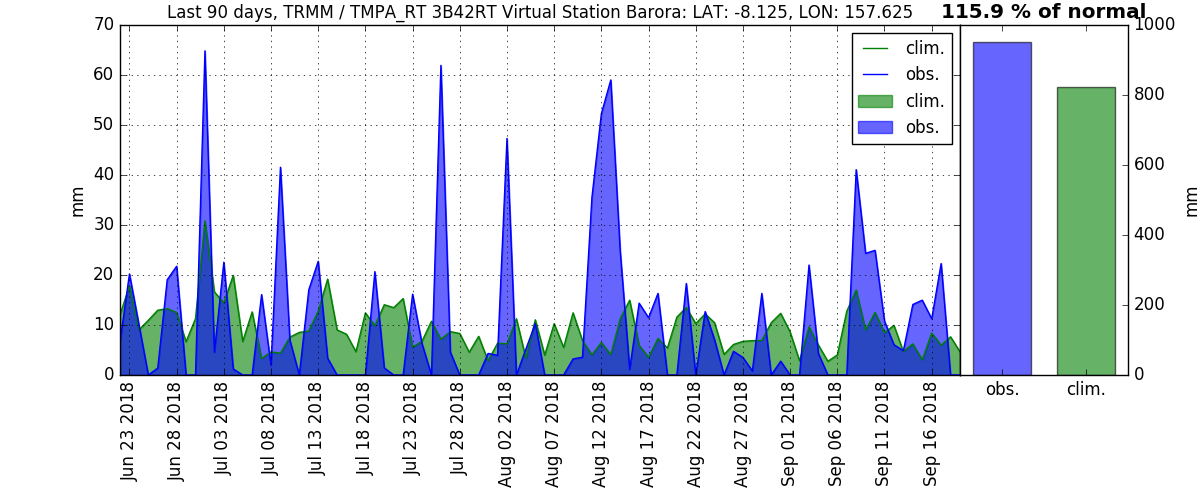 Last 90 days, TRMM / TMPA_RT 3B42RT Virtual Station Barora: LAT: -8.125, LON: 157.625
115.9 % of normal
clim.
obs.
clim.
obs.
70
60
50
40
30
20
10
0
mm
1000
800
600
400
200
0
mm
Jun 23 2018
Jun 28 2018
Jul 03 2018
Jul 08 2018
Jul 13 2018
Jul 18 2018
Jul 23 2018
Jul 28 2018
Aug 02 2018
Aug 07 2018
Aug 12 2018
Aug 17 2018
Aug 22 2018
Aug 27 2018
Sep 01 2018
Sep 06 2018
Sep 11 2018
Sep 16 2018
obs.
clim.